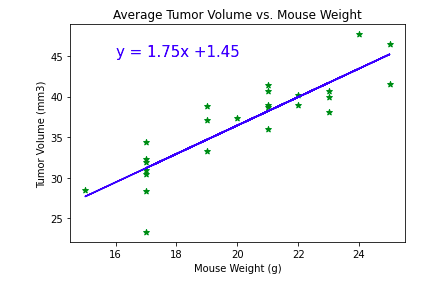 Average Tumor Volume vs. Mouse Weight
y = 1.75x +1.45
Tumor Volume (mm3)
45
40
35
30
25
16 18 20 22 24
Mouse Weight (g)